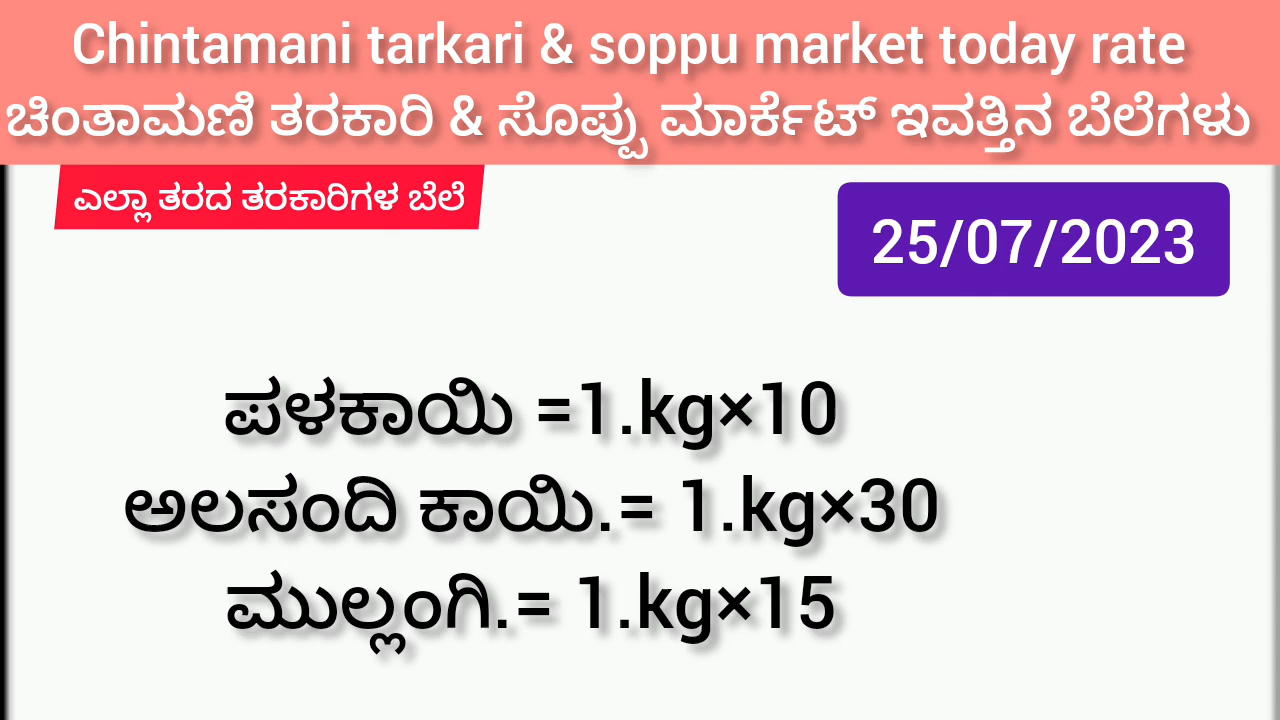 Chintamani tarkari & soppu market today rate
ಚಿಂತಾಮಣಿ ತರಕಾರಿ & ಸೊಪ್ಪು ಮಾರ್ಕೆಟ್ ಇವತ್ತಿನ ಬೆಲೆಗಳು
ಎಲ್ಲಾ ತರದ ತರಕಾರಿಗಳ ಬೆಲೆ
25/07/2023
ಪಳಕಾಯಿ =1.kg×10
ಅಲಸಂದಿ ಕಾಯಿ.= 1.kg×30
ಮುಲ್ಲಂಗಿ.= 1.kg×15